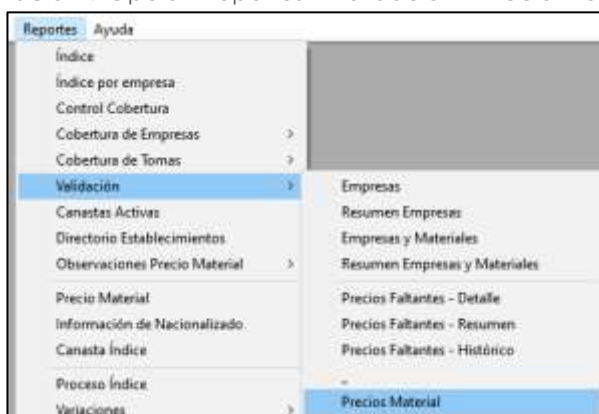 Reportes Ayuda
Índice
Índice por empresa
Control Cobertura
Cobertura de Empresas >
Cobertura de Tomas >
Validación >
Canastas Activas
Directorio Establecimientos
Observaciones Precio Material >
Precio Material
Información de Nacionalizado
Canasta Índice
Proceso Índice
Variaciones >
Empresas
Resumen Empresas
Empresas y Materiales
Resumen Empresas y Materiales
Precios Faltantes - Detalle
Precios Faltantes - Resumen
Precios Faltantes - Histórico
-
Precios Material